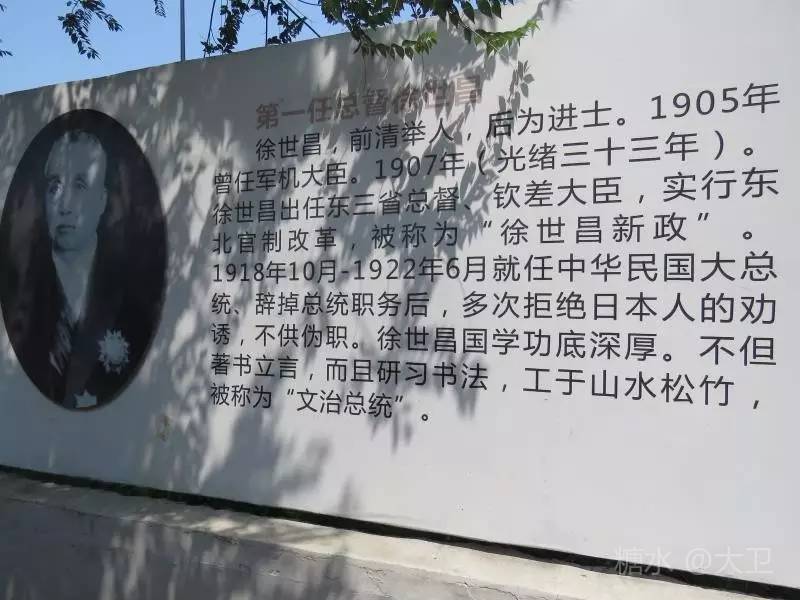 第一任总督徐世昌
徐世昌，前清举人，后为进士。1905年
曾任军机大臣。1907年（光绪三十三年）。
徐世昌出任东三省总督、钦差大臣，实行东
北官制改革，被称为“徐世昌新政”。
1918年10月-1922年6月就任中华民国大总
统、辞掉总统职务后，多次拒绝日本人的劝
诱，不供伪职。徐世昌国学功底深厚。不但
著书立言，而且研习书法，工于山水松竹，
被称为“文治总统”。
糖水 @大卫